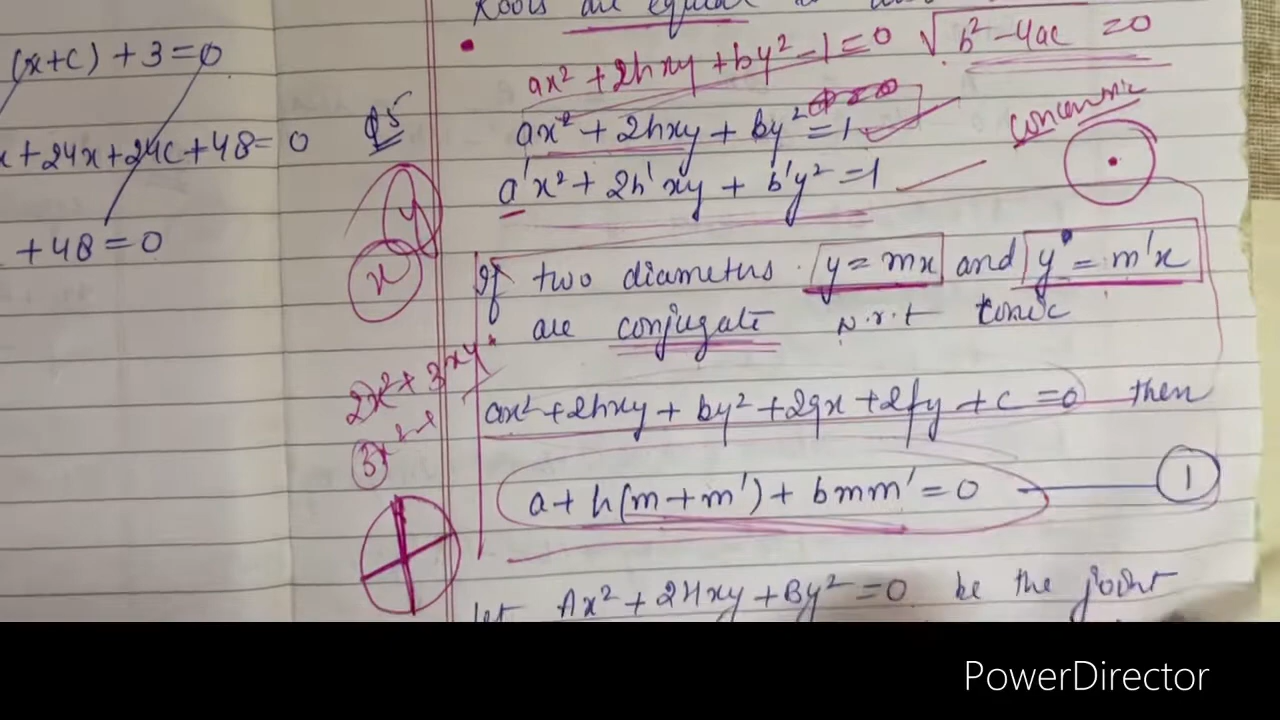 (x+c) + 3 = 0
x + 24x + 24c + 48 = 0
+ 48 = 0
Roots are equal
ax² + 2hxy + by² - 1 = 0 √b² - 4ac = 0
Q5
ax² + 2hxy + by² = 1
concentric
a'x² + 2h'xy + b'y² = 1
y
x
If two diameters y = mx and y = m'x
are conjugate w.r.t conic
2x² + 3xy
3x²
ax² + 2hxy + by² + 2gx + 2fy + c = 0 then
a + h(m + m') + bmm' = 0 1
let Ax² + 2Hxy + By² = 0 be the joint
PowerDirector